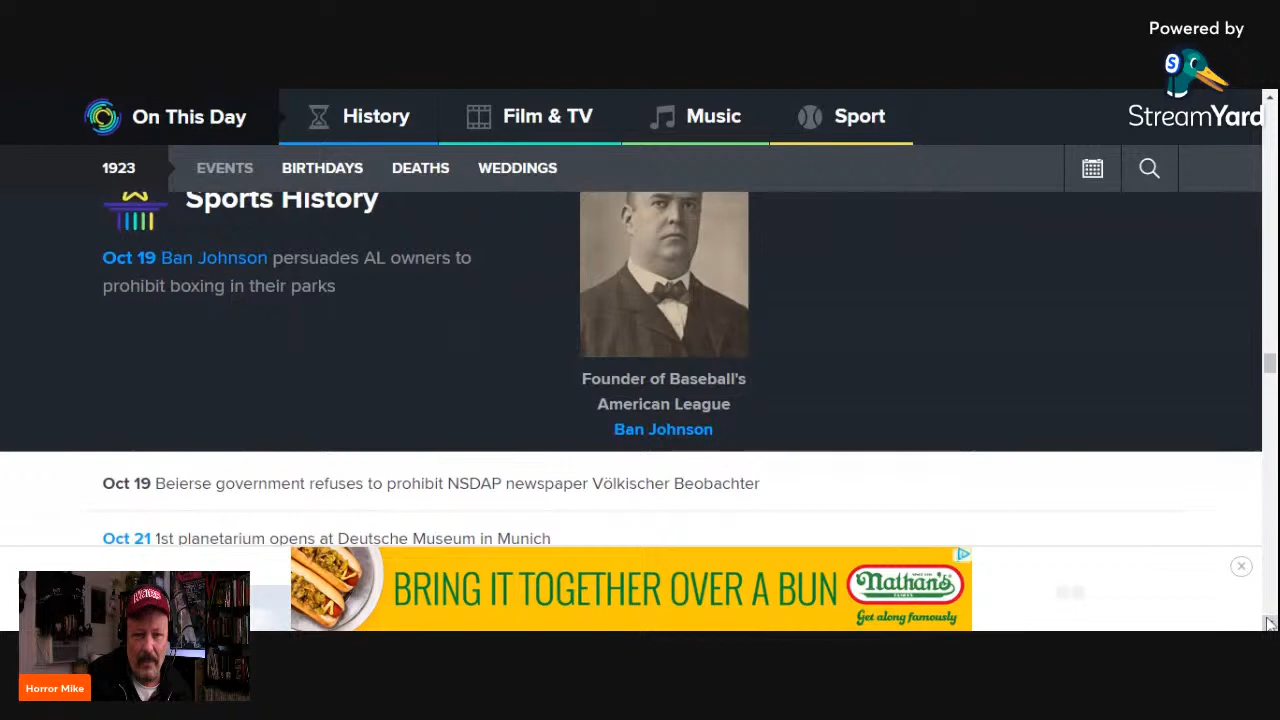 Powered by
StreamYard
On This Day
History
Film & TV
Music
Sport
1923
EVENTS
BIRTHDAYS
DEATHS
WEDDINGS
Sports History
Oct 19 Ban Johnson persuades AL owners to
prohibit boxing in their parks
Founder of Baseball's
American League
Ban Johnson
Oct 19 Beierse government refuses to prohibit NSDAP newspaper Völkischer Beobachter
Oct 21 1st planetarium opens at Deutsche Museum in Munich
BRING IT TOGETHER OVER A BUN
Nathan's
FAMOUS
Get along famously
Horror Mike